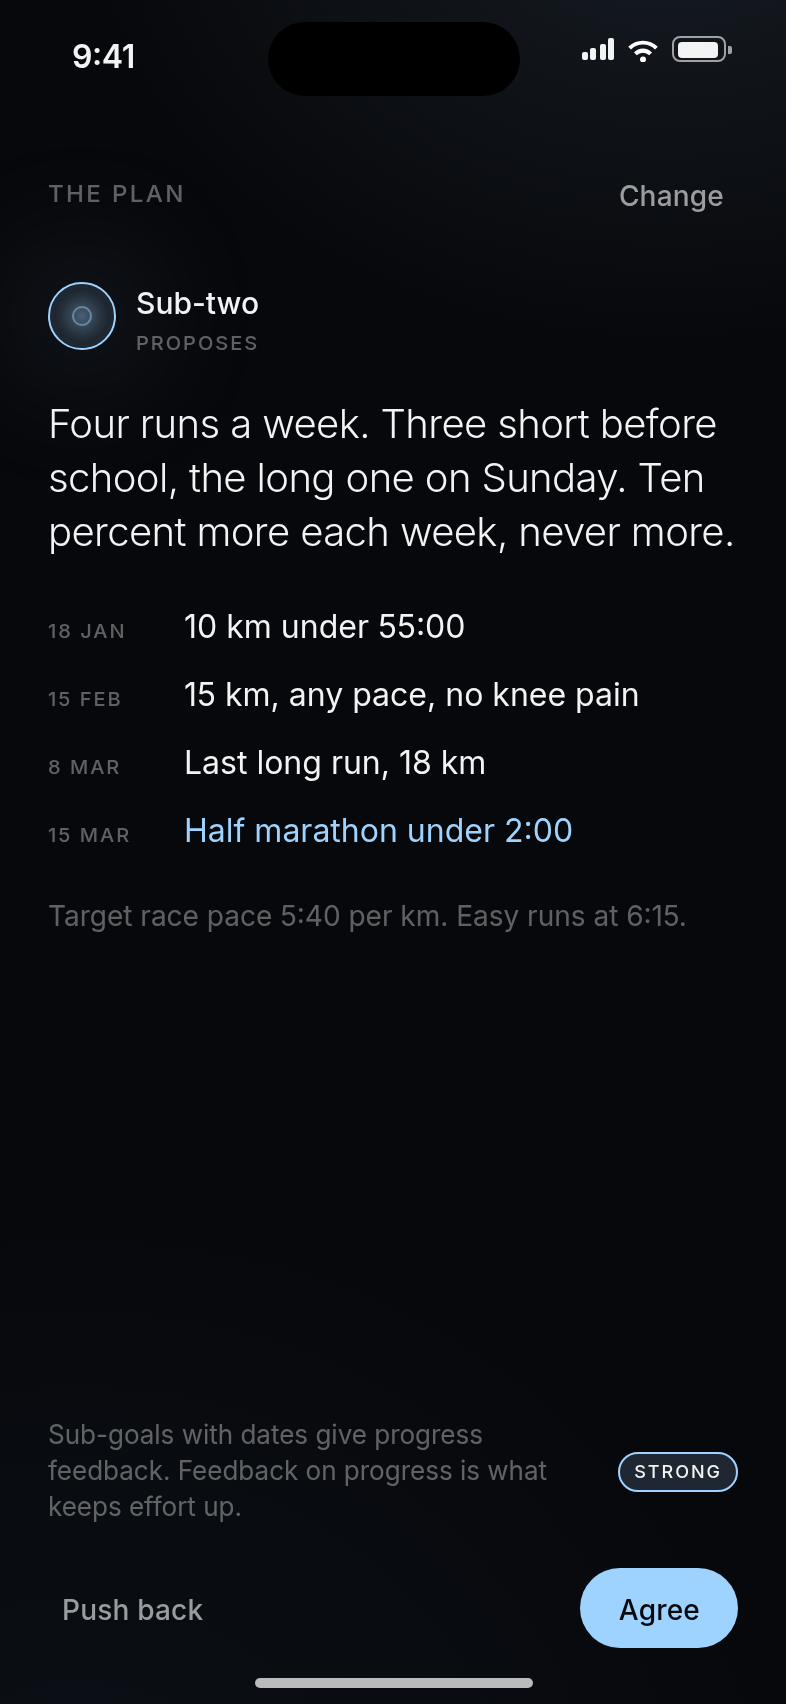 9:41
THE PLAN
Change
Sub-two
PROPOSES
Four runs a week. Three short before
school, the long one on Sunday. Ten
percent more each week, never more.
18 JAN 10 km under 55:00
15 FEB 15 km, any pace, no knee pain
8 MAR Last long run, 18 km
15 MAR Half marathon under 2:00
Target race pace 5:40 per km. Easy runs at 6:15.
Sub-goals with dates give progress
feedback. Feedback on progress is what
keeps effort up.
STRONG
Push back
Agree